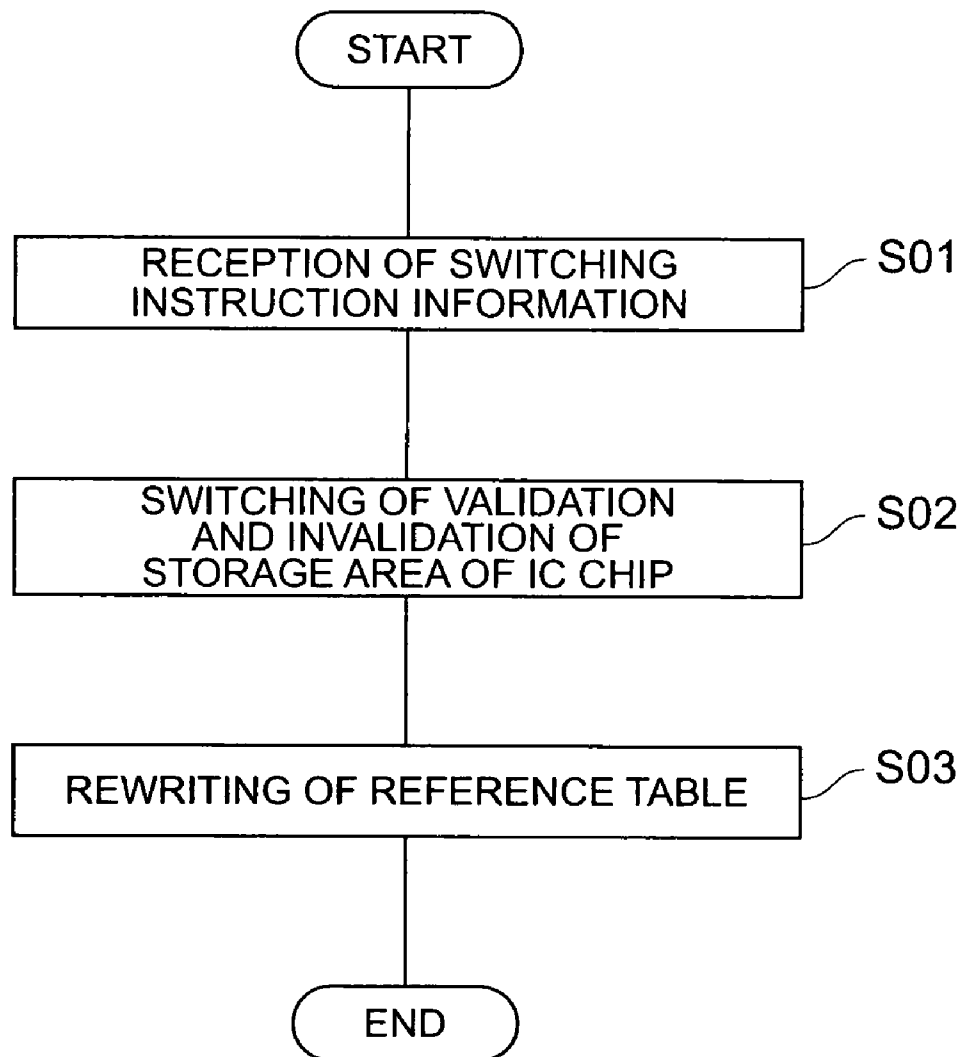 START
RECEPTION OF SWITCHING
INSTRUCTION INFORMATION
S01
SWITCHING OF VALIDATION
AND INVALIDATION OF
STORAGE AREA OF IC CHIP
S02
REWRITING OF REFERENCE TABLE
S03
END